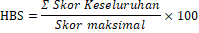 HBS = Σ Skor Keseluruhan / Skor maksimal × 100